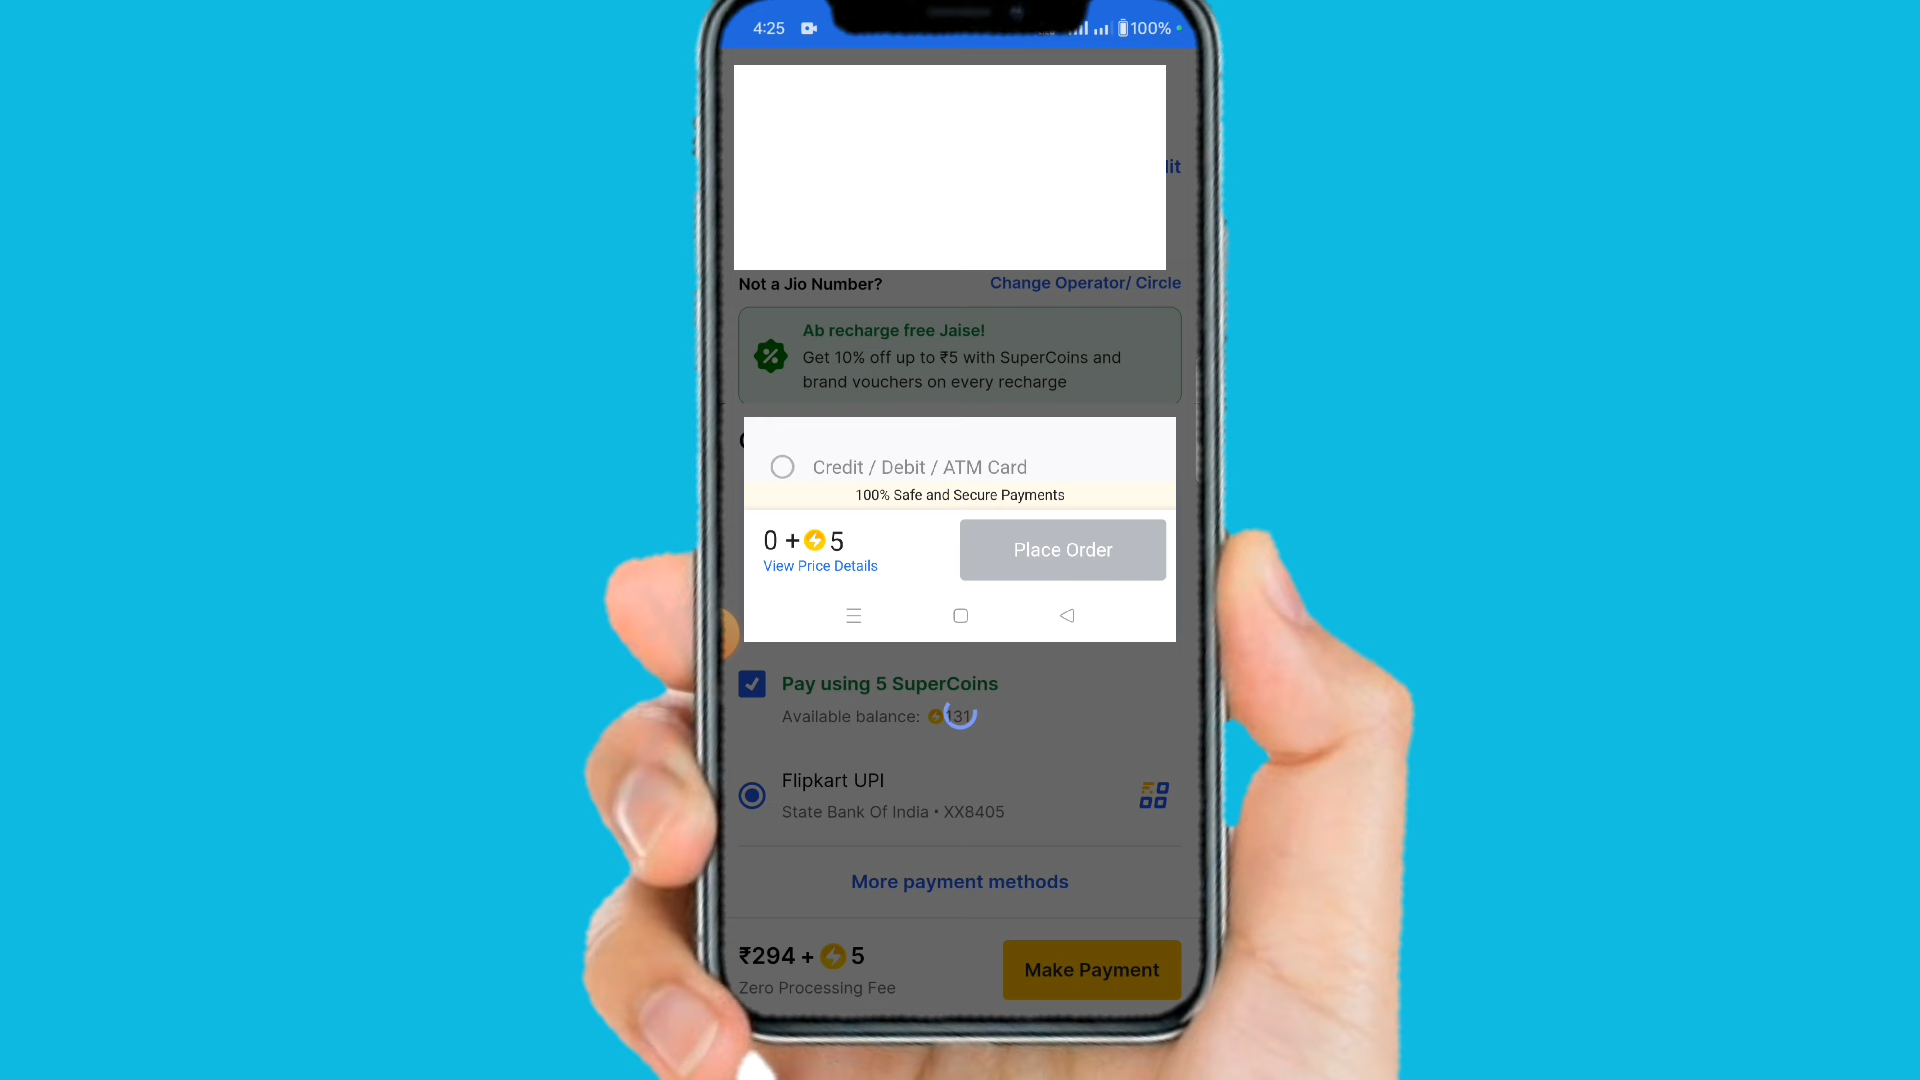 4:25
100%
lit
Not a Jio Number?
Change Operator/ Circle
Ab recharge free Jaise!
Get 10% off up to ₹5 with SuperCoins and
brand vouchers on every recharge
Credit / Debit / ATM Card
100% Safe and Secure Payments
0 + 5
View Price Details
Place Order
Pay using 5 SuperCoins
Available balance: 131
Flipkart UPI
State Bank Of India • XX8405
More payment methods
₹294 + 5
Zero Processing Fee
Make Payment